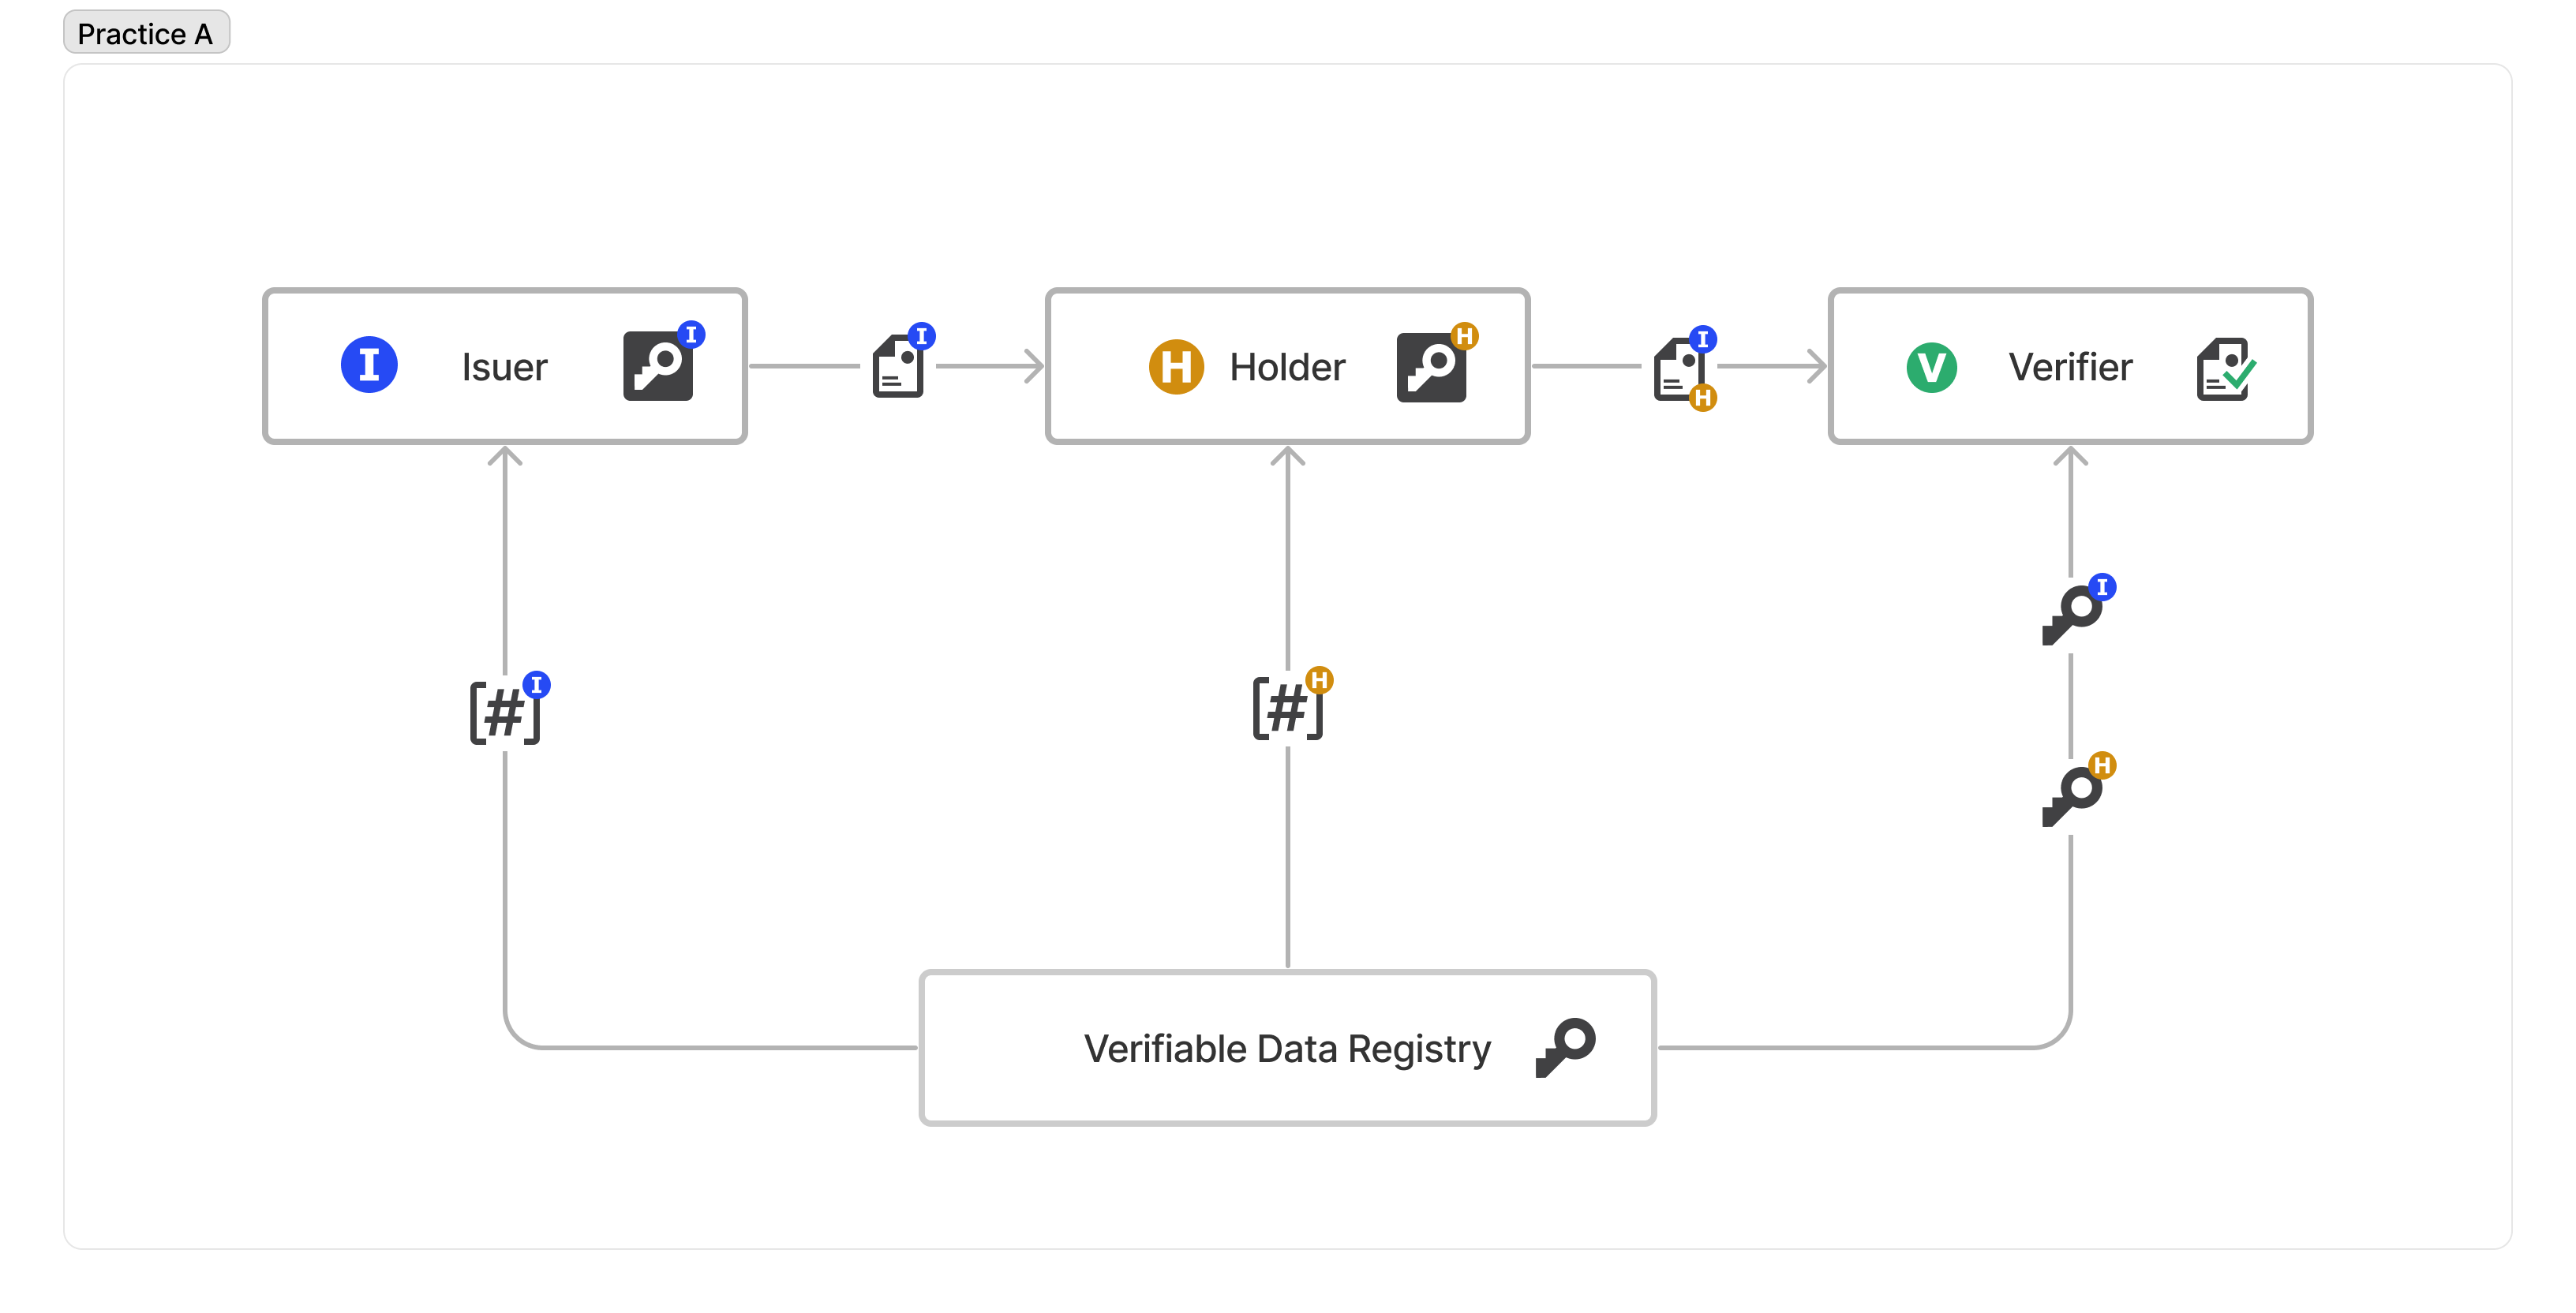 Practice A
I Isuer I
I
H Holder H
I
H
V Verifier
I
[#] I
[#] H
H
Verifiable Data Registry